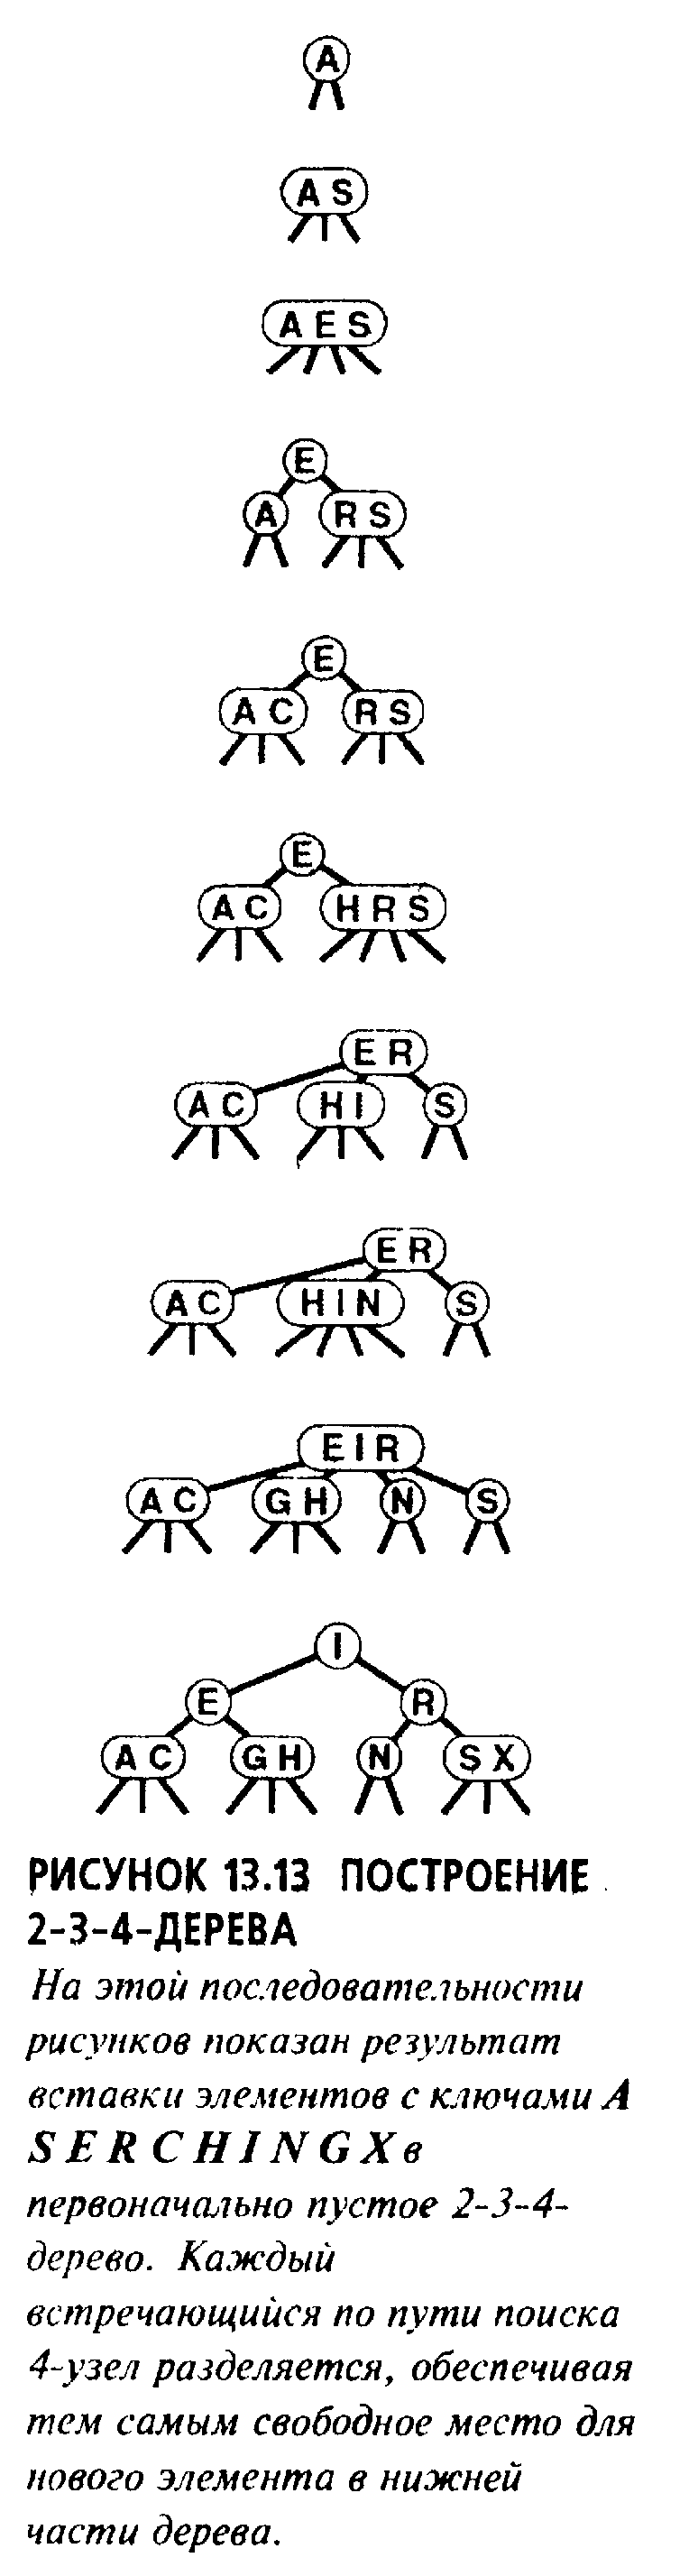 A
A S
A E S
E
A R S
E
A C R S
E
A C H R S
E R
A C H I S
E R
A C H I N S
E I R
A C G H N S
I
E R
A C G H N S X
РИСУНОК 13.13 ПОСТРОЕНИЕ
2-3-4-ДЕРЕВА
На этой последовательности
рисунков показан результат
вставки элементов с ключами A
S E R C H I N G X в
первоначально пустое 2-3-4-
дерево. Каждый
встречающийся по пути поиска
4-узел разделяется, обеспечивая
тем самым свободное место для
нового элемента в нижней
части дерева.